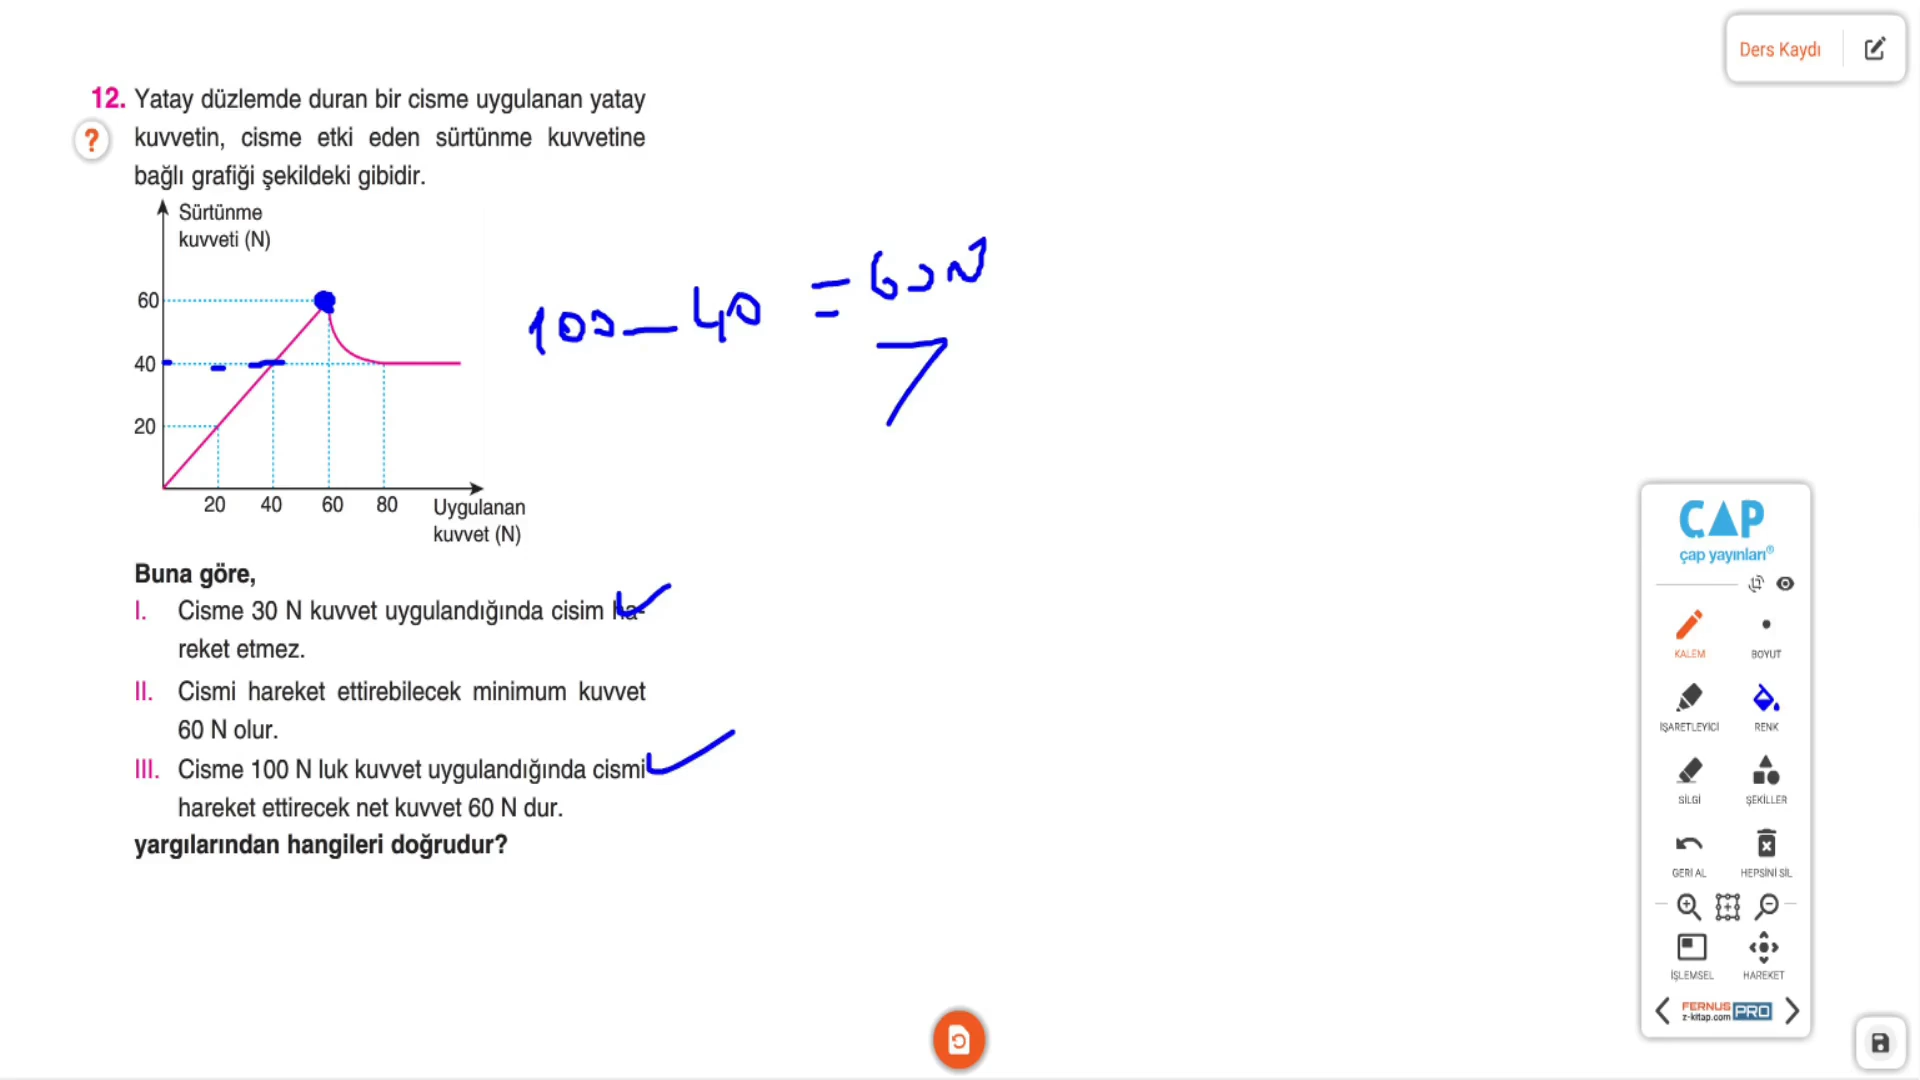 Ders Kaydı
12. Yatay düzlemde duran bir cisme uygulanan yatay
? kuvvetin, cisme etki eden sürtünme kuvvetine
bağlı grafiği şekildeki gibidir.
Sürtünme
kuvveti (N)
60
40
20
20 40 60 80
Uygulanan
kuvvet (N)
100 - 40 = 60N
Buna göre,
I. Cisme 30 N kuvvet uygulandığında cisim ha-
reket etmez.
II. Cismi hareket ettirebilecek minimum kuvvet
60 N olur.
III. Cisme 100 N luk kuvvet uygulandığında cismi
hareket ettirecek net kuvvet 60 N dur.
yargılarından hangileri doğrudur?
ÇAP
çap yayınları®
KALEM BOYUT
İŞARETLEYİCİ RENK
SİLGİ ŞEKİLLER
GERİ AL HEPSİNİ SİL
İŞLEMSEL HAREKET
FERNUS PRO
z-kitap.com